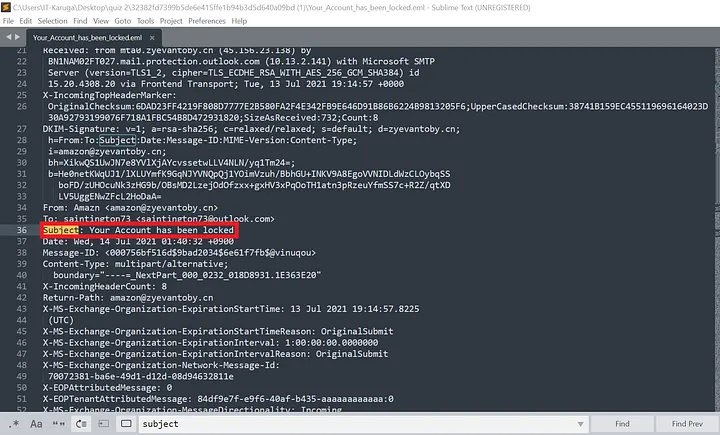 C:\Users\IT-Karuga\Desktop\quiz 2\32382fd7399b5de6e415ffe1b94b3d5d640a09bd (1)\Your_Account_has_been_locked.eml - Sublime Text (UNREGISTERED)
File Edit Selection Find View Goto Tools Project Preferences Help
Your_Account_has_been_locked.eml ×
21 Received: from mta0.zyevantoby.cn (45.156.23.138) by
22 BN1NAM02FT027.mail.protection.outlook.com (10.13.2.141) with Microsoft SMTP
23 Server (version=TLS1_2, cipher=TLS_ECDHE_RSA_WITH_AES_256_GCM_SHA384) id
24 15.20.4308.20 via Frontend Transport; Tue, 13 Jul 2021 19:14:57 +0000
25 X-IncomingTopHeaderMarker:
26 OriginalChecksum:6DAD23FF4219F808D7777E2B580FA2F4E342FB9E646D91B86B6224B9813205F6;UpperCasedChecksum:38741B159EC455119696164023D
30A92793199076F718A1FBC54B8D472931820;SizeAsReceived:732;Count:8
27 DKIM-Signature: v=1; a=rsa-sha256; c=relaxed/relaxed; s=default; d=zyevantoby.cn;
28 h=From:To:Subject:Date:Message-ID:MIME-Version:Content-Type;
29 i=amazon@zyevantoby.cn;
30 bh=XikwQS1UwJN7e8YVlXjAYcvssetwLLV4NLN/yq1Tm24=;
31 b=He0netKWqUJ1/lXLUYmfK9GqNJYVNQpQj1YOimVzuh/BbhGU+INKV9A8EgoVVNIDLdWzCLOybqSS
32 boFD/zUHOcuNk3zHG9b/OBsMD2LzejOdOfzxx+gxHV3xPqOoTH1atn3pRzeuYfmSS7c+R2Z/qtXD
33 LV5UggENwZFcL2HoDaA=
34 From: Amazn <amazon@zyevantoby.cn>
35 To: saintington73 <saintington73@outlook.com>
36 Subject: Your Account has been locked
37 Date: Wed, 14 Jul 2021 01:40:32 +0900
38 Message-ID: <000756bf516d$9bad2034$6e61f7fb$@vinuqou>
39 Content-Type: multipart/alternative;
40 boundary="----=_NextPart_000_0232_018D8931.1E363E20"
41 X-IncomingHeaderCount: 8
42 Return-Path: amazon@zyevantoby.cn
43 X-MS-Exchange-Organization-ExpirationStartTime: 13 Jul 2021 19:14:57.8225
44 (UTC)
45 X-MS-Exchange-Organization-ExpirationStartTimeReason: OriginalSubmit
46 X-MS-Exchange-Organization-ExpirationInterval: 1:00:00:00.0000000
47 X-MS-Exchange-Organization-ExpirationIntervalReason: OriginalSubmit
48 X-MS-Exchange-Organization-Network-Message-Id:
49 70072381-ba6e-49d1-d12d-08d94632811e
50 X-EOPAttributedMessage: 0
51 X-EOPTenantAttributedMessage: 84df9e7f-e9f6-40af-b435-aaaaaaaaaaaa:0
52 X-MS-Exchange-Organization-MessageDirectionality: Incoming
.* Aa “” subject Find Find Prev